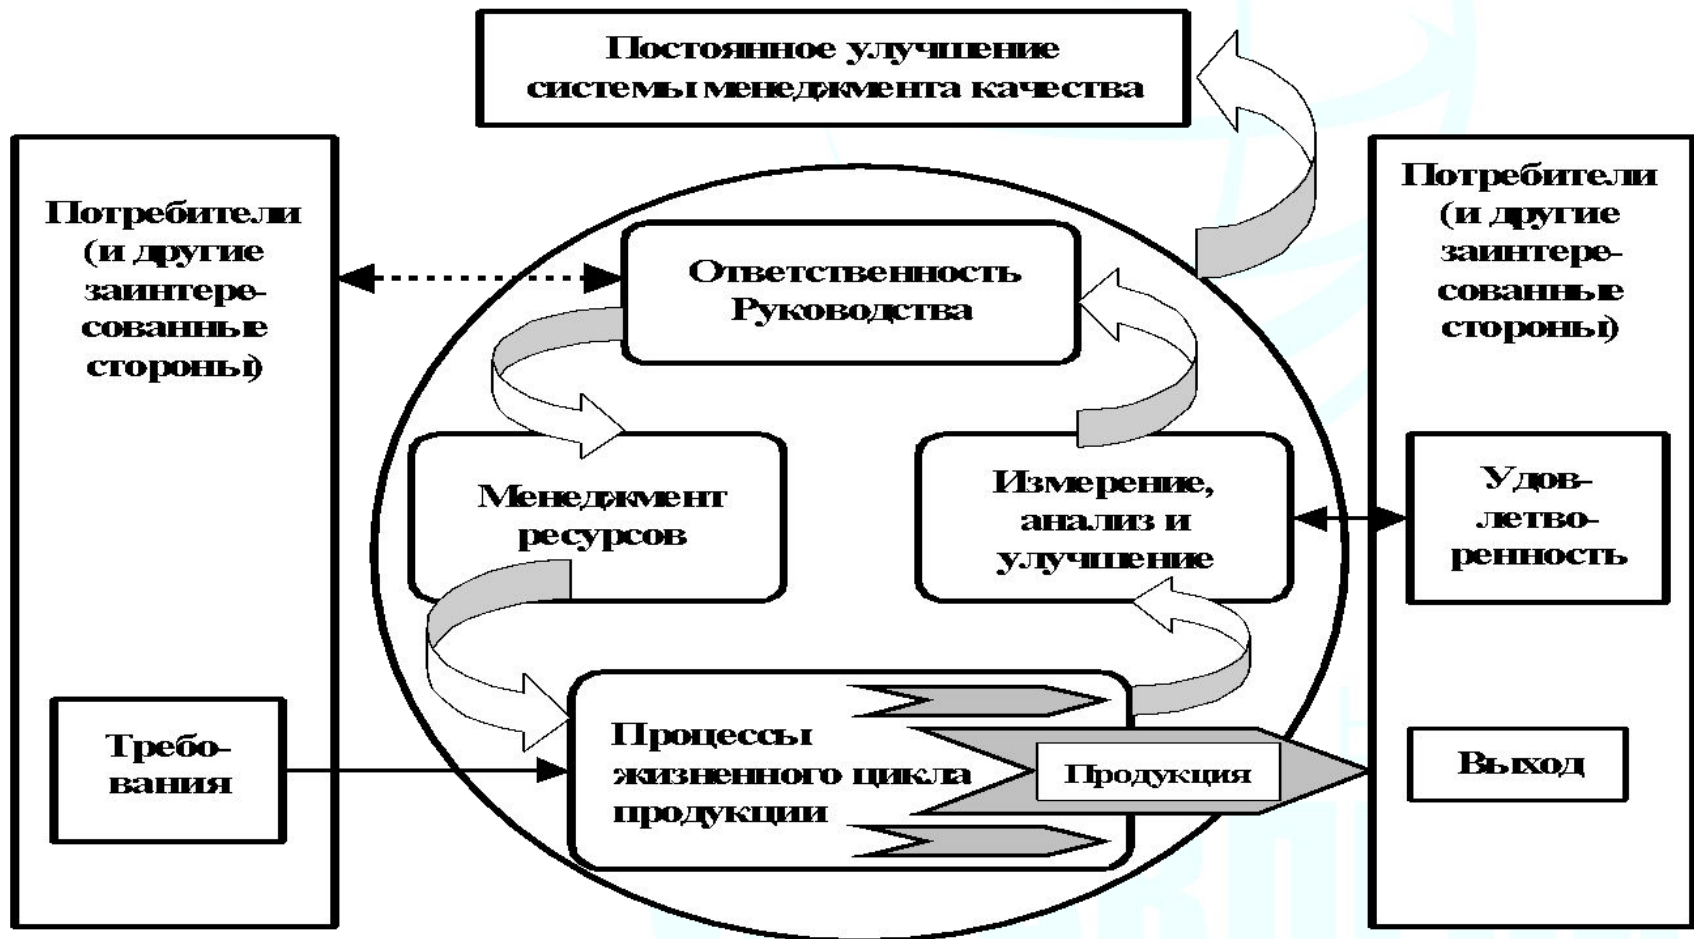 Постоянное улучшение
системы менеджмента качества
Потребители
(и другие
заинтере-
сованные
стороны)
Требо-
вания
Ответственность
Руководства
Менеджмент
ресурсов
Измерение,
анализ и
улучшение
Процессы
жизненного цикла
продукции
Продукция
Потребители
(и другие
заинтере-
сованные
стороны)
Удов-
летво-
ренность
Выход